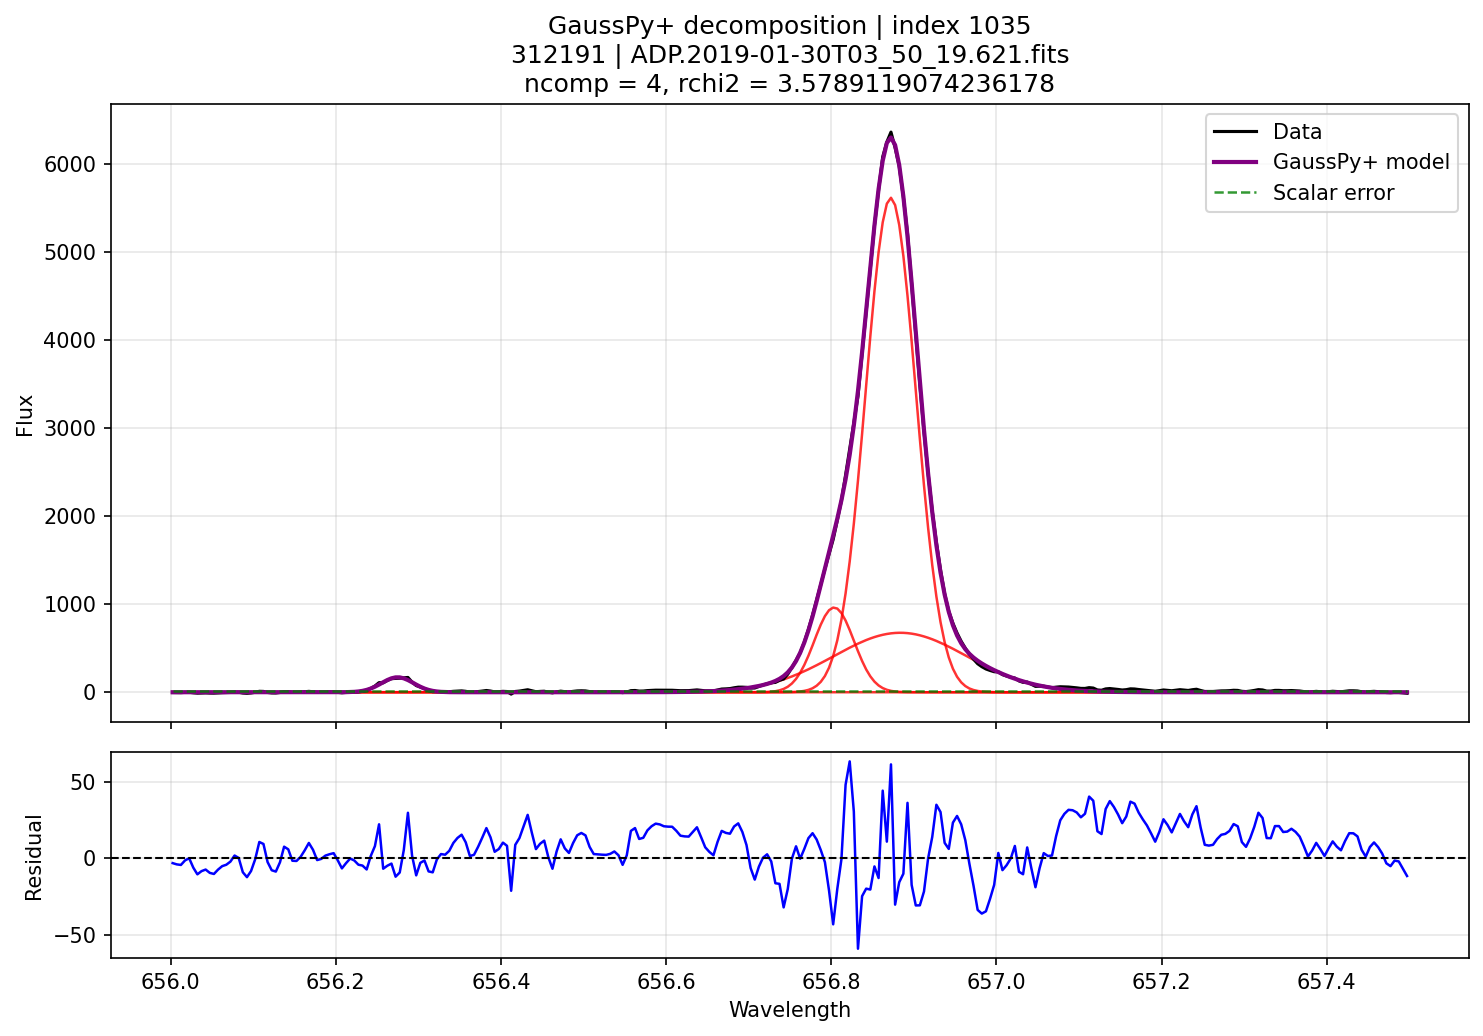 GaussPy+ decomposition | index 1035
312191 | ADP.2019-01-30T03_50_19.621.fits
ncomp = 4, rchi2 = 3.5789119074236178
Data
GaussPy+ model
Scalar error
Flux
6000
5000
4000
3000
2000
1000
0
Residual
50
0
−50
656.0
656.2
656.4
656.6
656.8
657.0
657.2
657.4
Wavelength